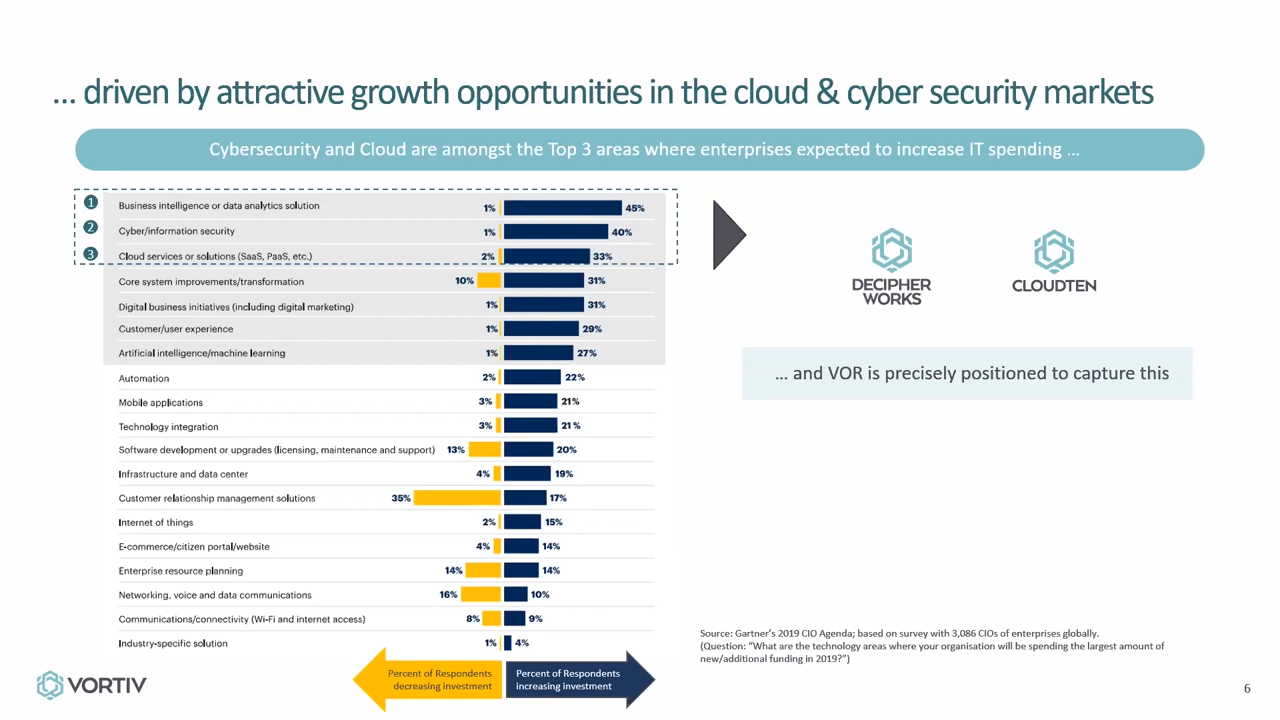 ... driven by attractive growth opportunities in the cloud & cyber security markets
Cybersecurity and Cloud are amongst the Top 3 areas where enterprises expected to increase IT spending ...
1 Business intelligence or data analytics solution 1% 45%
2 Cyber/information security 1% 40%
3 Cloud services or solutions (SaaS, PaaS, etc.) 2% 33%
Core system improvements/transformation 10% 31%
Digital business initiatives (including digital marketing) 1% 31%
Customer/user experience 1% 29%
Artificial intelligence/machine learning 1% 27%
Automation 2% 22%
Mobile applications 3% 21%
Technology integration 3% 21%
Software development or upgrades (licensing, maintenance and support) 13% 20%
Infrastructure and data center 4% 19%
Customer relationship management solutions 35% 17%
Internet of things 2% 15%
E-commerce/citizen portal/website 4% 14%
Enterprise resource planning 14% 14%
Networking, voice and data communications 16% 10%
Communications/connectivity (Wi-Fi and internet access) 8% 9%
Industry-specific solution 1% 4%
Percent of Respondents
decreasing investment
Percent of Respondents
increasing investment
DECIPHER
WORKS
CLOUDTEN
... and VOR is precisely positioned to capture this
Source: Gartner's 2019 CIO Agenda; based on survey with 3,086 CIOs of enterprises globally.
(Question: "What are the technology areas where your organisation will be spending the largest amount of
new/additional funding in 2019?")
VORTIV
6